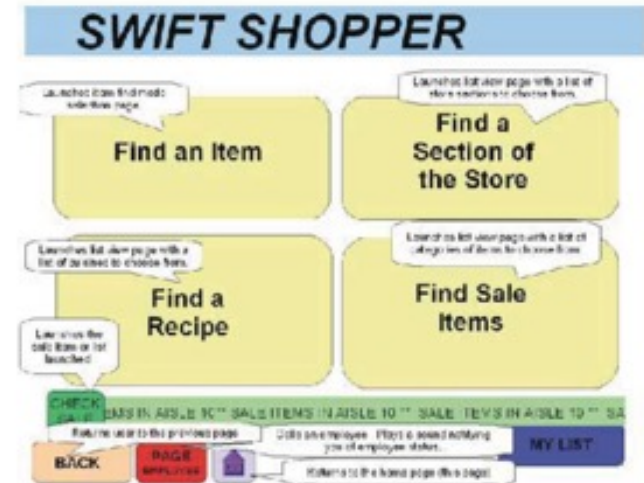 SWIFT SHOPPER
Launches item find mode
selection page.
Launches list view page with a list of
store sections to choose from.
Find an Item
Find a
Section of
the Store
Launches list view page with a
list of cuisines to choose from.
Launches list view page with a list of
categories of items to choose from
Find a
Recipe
Find Sale
Items
Launches the
sale item or list
launched
CHECK
SALE
EMS IN AISLE 10 ** SALE ITEMS IN AISLE 10 ** SALE ITEMS IN AISLE 10 ** SA
Returns user to the previous page
Calls an employee. Plays a sound notifying
you of employee status.
MY LIST
BACK
PAGE
EMPLOYEE
Returns to the home page (this page)